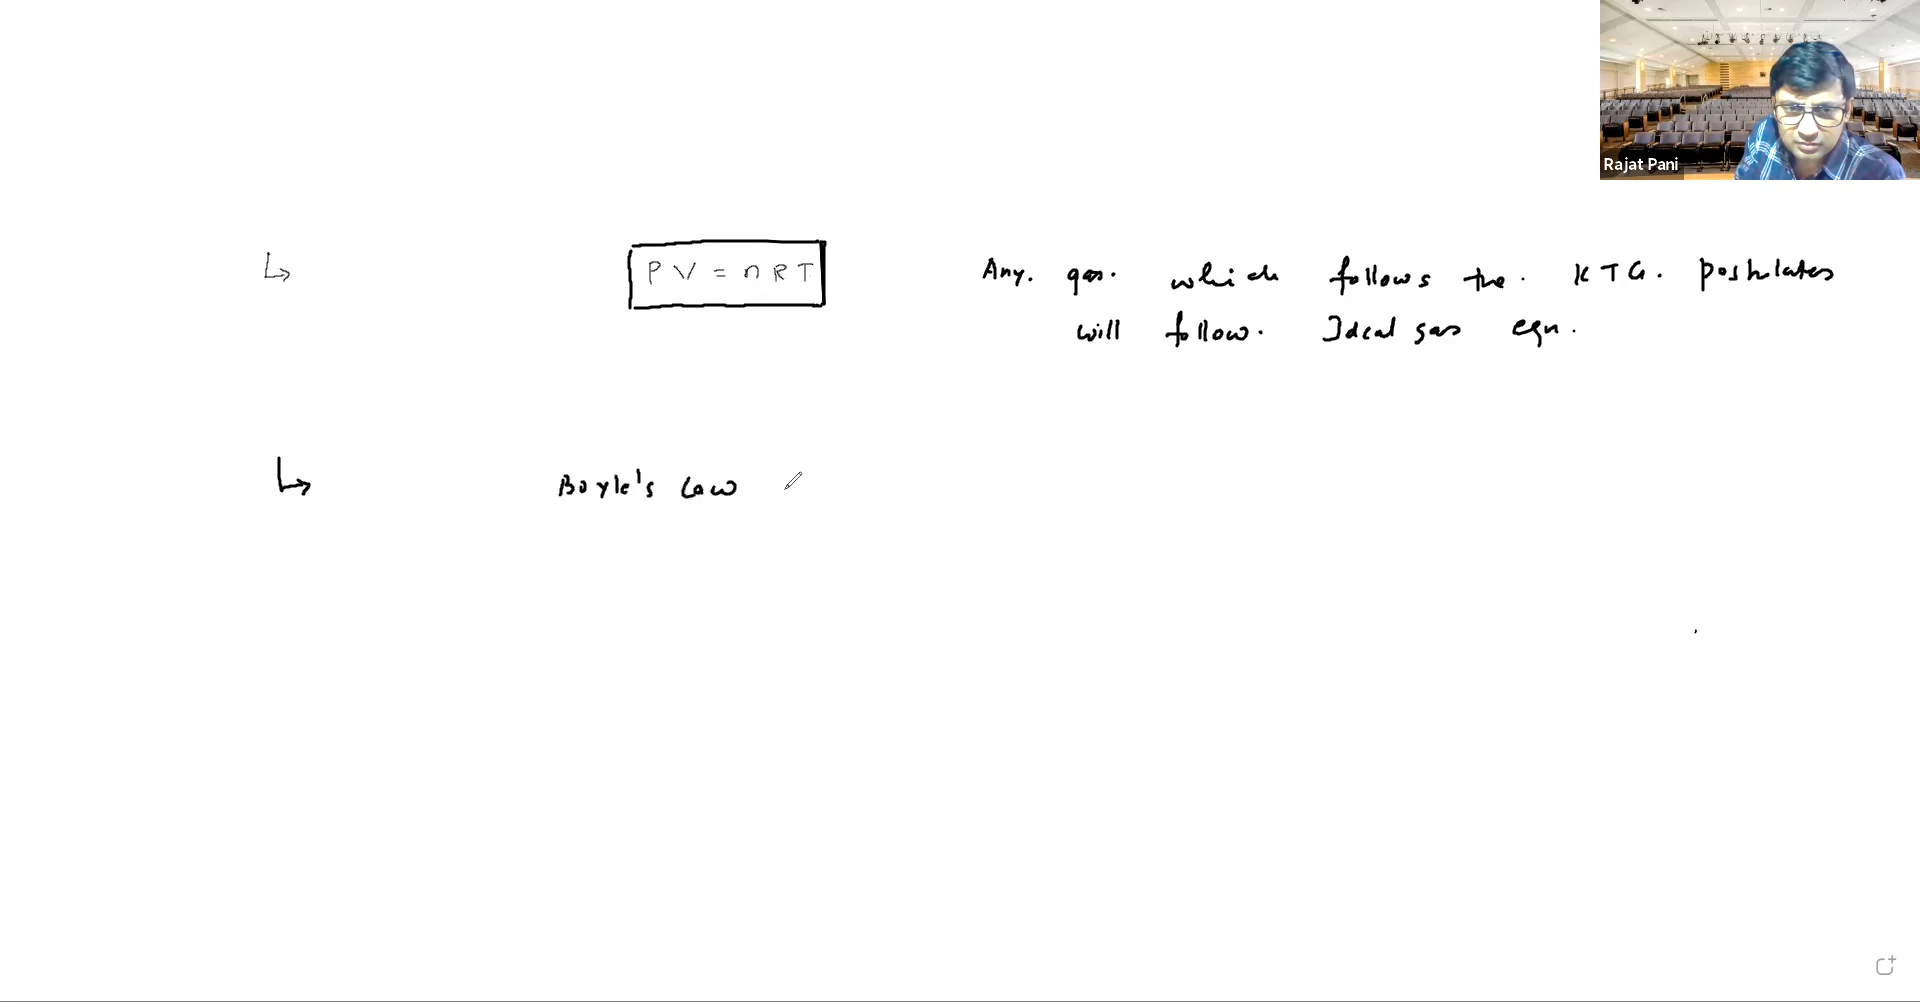 Rajat Pani
PV = nRT
Any. gas. which follows the. KTG. postulates
will follow. Ideal gas eqn.
Boyle's Law